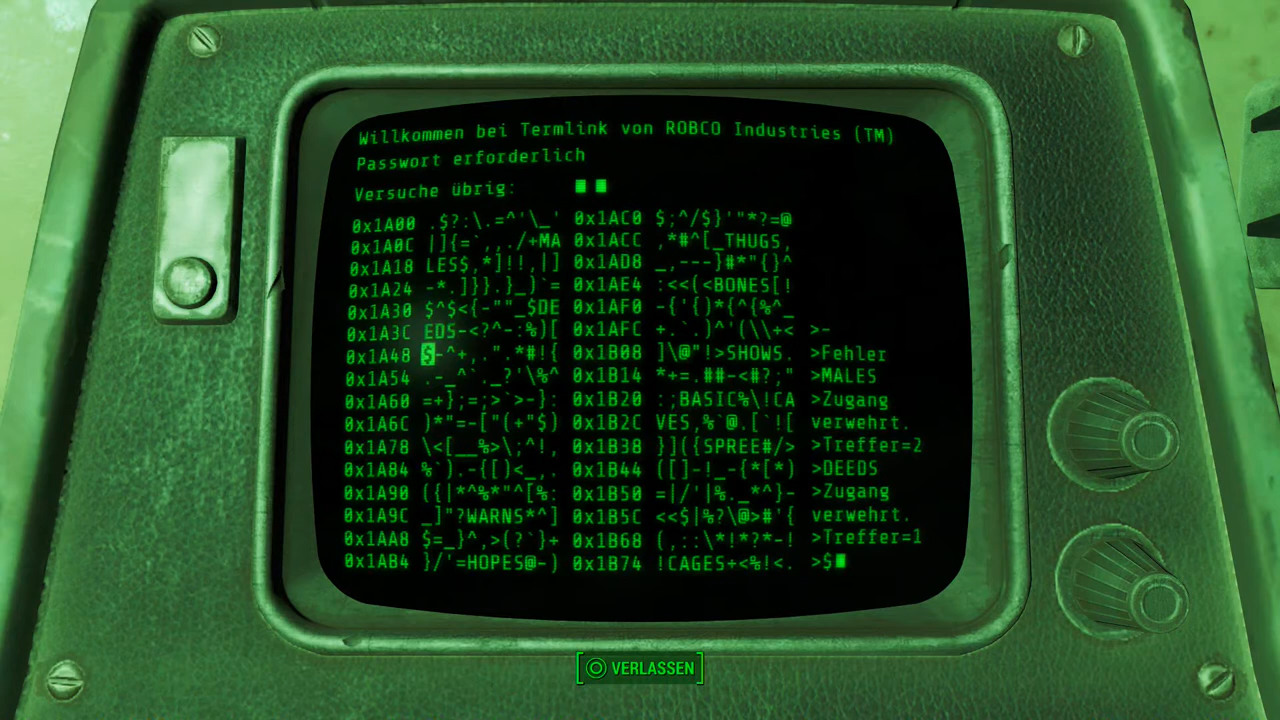 Willkommen bei Termlink von ROBCO Industries (TM)
Passwort erforderlich
Versuche übrig: ■ ■
0x1A00 .$?:\.=^'\_' 0x1AC0 $;^/$}'"*?=@
0x1A0C |]{=`,,./+MA 0x1ACC ,*#^[_THUGS,
0x1A18 LES$,*]!!,|] 0x1AD8 _,---}#*"{}^
0x1A24 -*.]}}.}_)`= 0x1AE4 :<<(<BONES[!
0x1A30 $^$<{-""_$DE 0x1AF0 -{'{)*{^{%^_
0x1A3C EDS-<?^-:%)[ 0x1AFC +.`.)^'(\\+< >-
0x1A48 $-^+,.".*#!{ 0x1B08 ]\@"!>SHOWS. >Fehler
0x1A54 .-_^`._?'\%^ 0x1B14 *+=.##-<#?;" >MALES
0x1A60 =+};=;>`>-}: 0x1B20 :;BASIC%\!CA >Zugang
0x1A6C )*"=-["(+"$) 0x1B2C VES,%`@.[`![ verwehrt.
0x1A78 \<[__%>\;^!, 0x1B38 }]({SPREE#/> >Treffer=2
0x1A84 %`).-{[)<_,. 0x1B44 ([]-!_-{*[*) >DEEDS
0x1A90 ({|*^%*"^[%: 0x1B50 =|/'|%._*^}- >Zugang
0x1A9C _]"?WARNS*^] 0x1B5C <<$|%?\@>#'{ verwehrt.
0x1AA8 $=_}^,>(?`}+ 0x1B68 (,::\*!*?*-! >Treffer=1
0x1AB4 }/'=HOPES@-) 0x1B74 !CAGES+<%!<. >$■
[ VERLASSEN ]